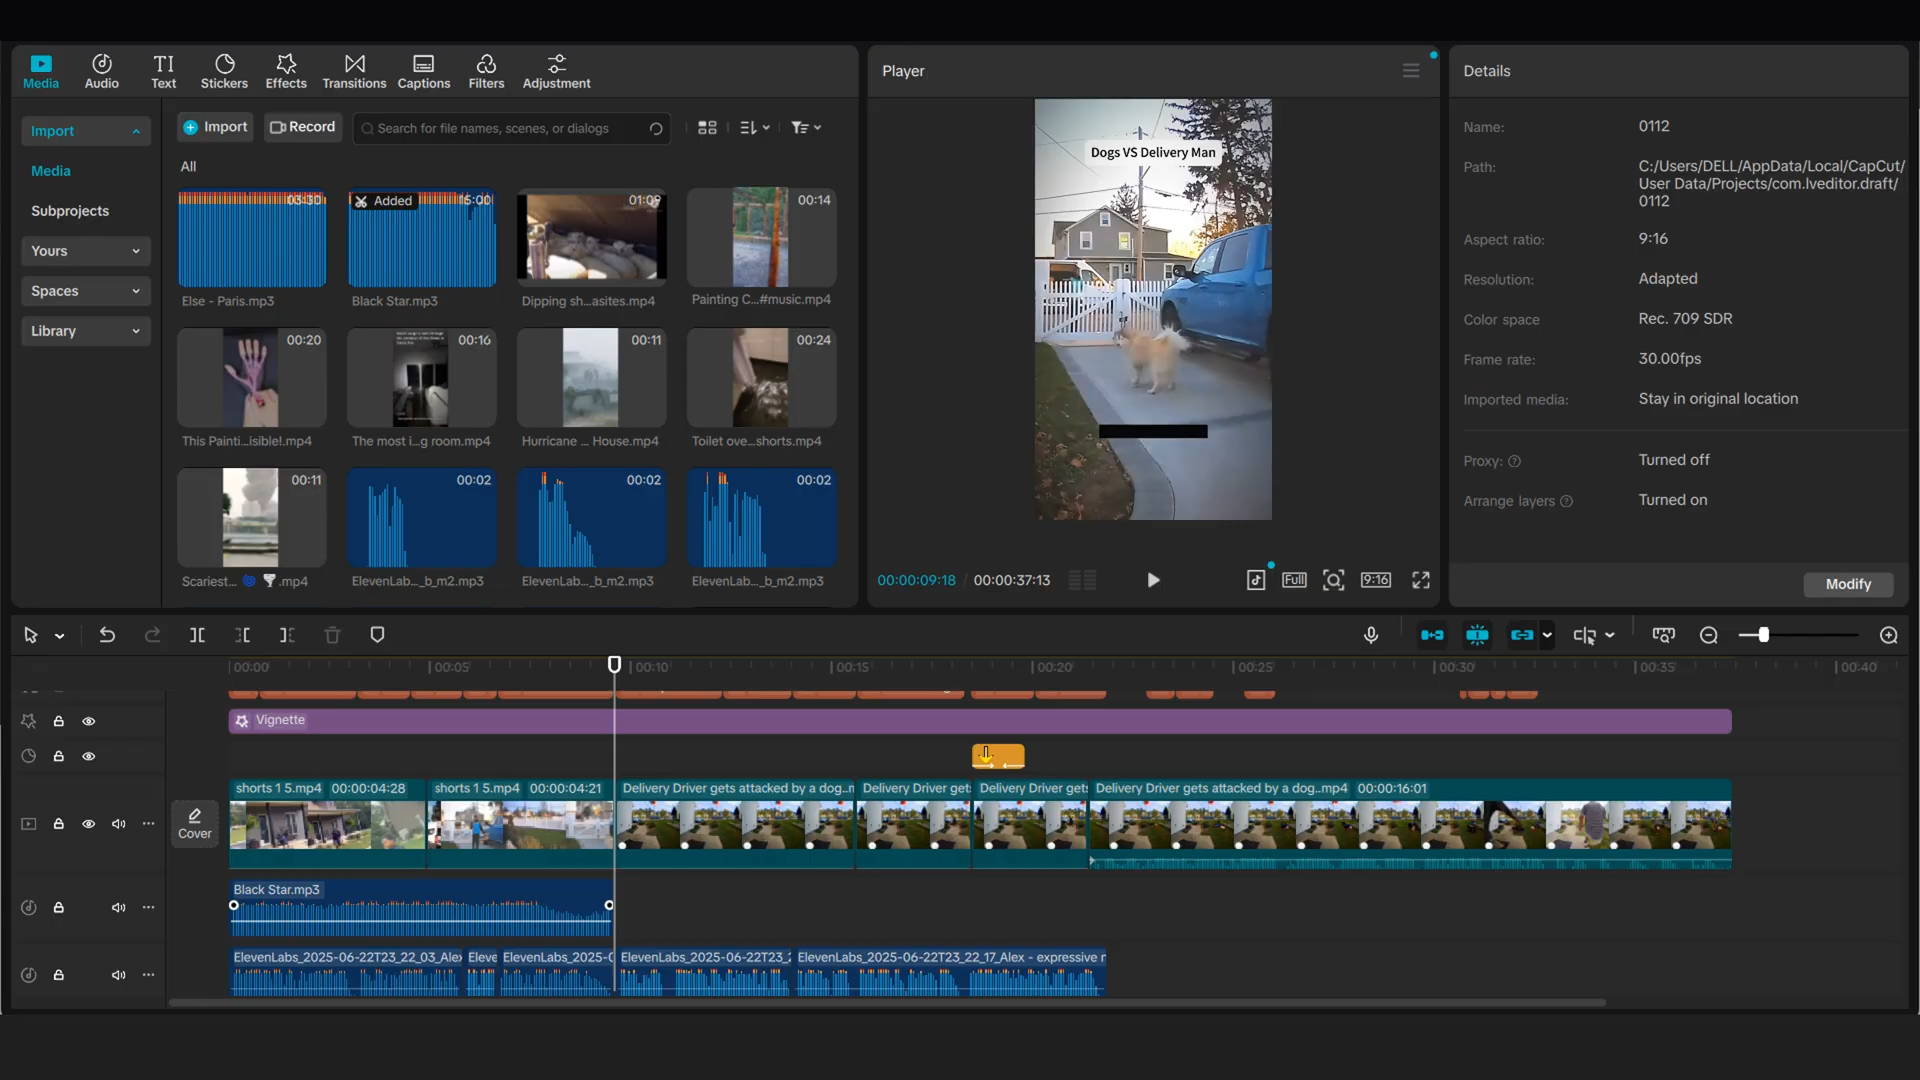 Media
Audio
Text
Stickers
Effects
Transitions
Captions
Filters
Adjustment
Import
Media
Subprojects
Yours
Spaces
Library
Import
Record
Search for file names, scenes, or dialogs
All
03:30
Else - Paris.mp3
Added
15:00
Black Star.mp3
01:09
Dipping sh...asites.mp4
00:14
Painting C...#music.mp4
00:20
This Painti...isible!.mp4
00:16
The most i...g room.mp4
00:11
Hurricane ... House.mp4
00:24
Toilet ove...shorts.mp4
00:11
Scariest... .mp4
00:02
ElevenLab..._b_m2.mp3
00:02
ElevenLab..._b_m2.mp3
00:02
ElevenLab..._b_m2.mp3
Player
Dogs VS Delivery Man
00:00:09:18 / 00:00:37:13
Full
9:16
Details
Name: 0112
Path: C:/Users/DELL/AppData/Local/CapCut/
User Data/Projects/com.lveditor.draft/
0112
Aspect ratio: 9:16
Resolution: Adapted
Color space Rec. 709 SDR
Frame rate: 30.00fps
Imported media: Stay in original location
Proxy: Turned off
Arrange layers Turned on
Modify
00:00 00:05 00:10 00:15 00:20 00:25 00:30 00:35 00:40
Vignette
Cover
shorts 1 5.mp4 00:00:04:28
shorts 1 5.mp4 00:00:04:21
Delivery Driver gets attacked by a dog..m
Delivery Driver get
Delivery Driver gets
Delivery Driver gets attacked by a dog..mp4 00:00:16:01
Black Star.mp3
ElevenLabs_2025-06-22T23_22_03_Alex
Eleve
ElevenLabs_2025-0
ElevenLabs_2025-06-22T23_2
ElevenLabs_2025-06-22T23_22_17_Alex - expressive n